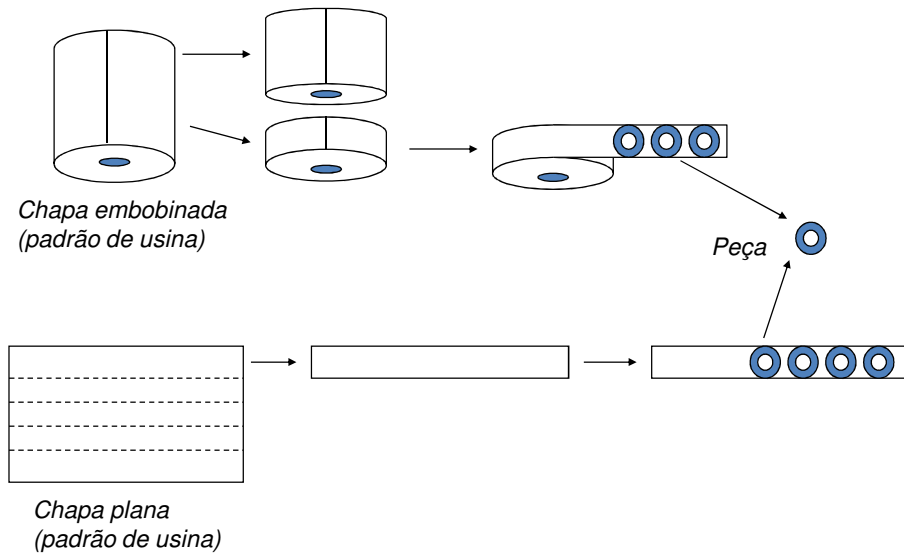 Chapa embobinada
(padrão de usina)
Peça
Chapa plana
(padrão de usina)